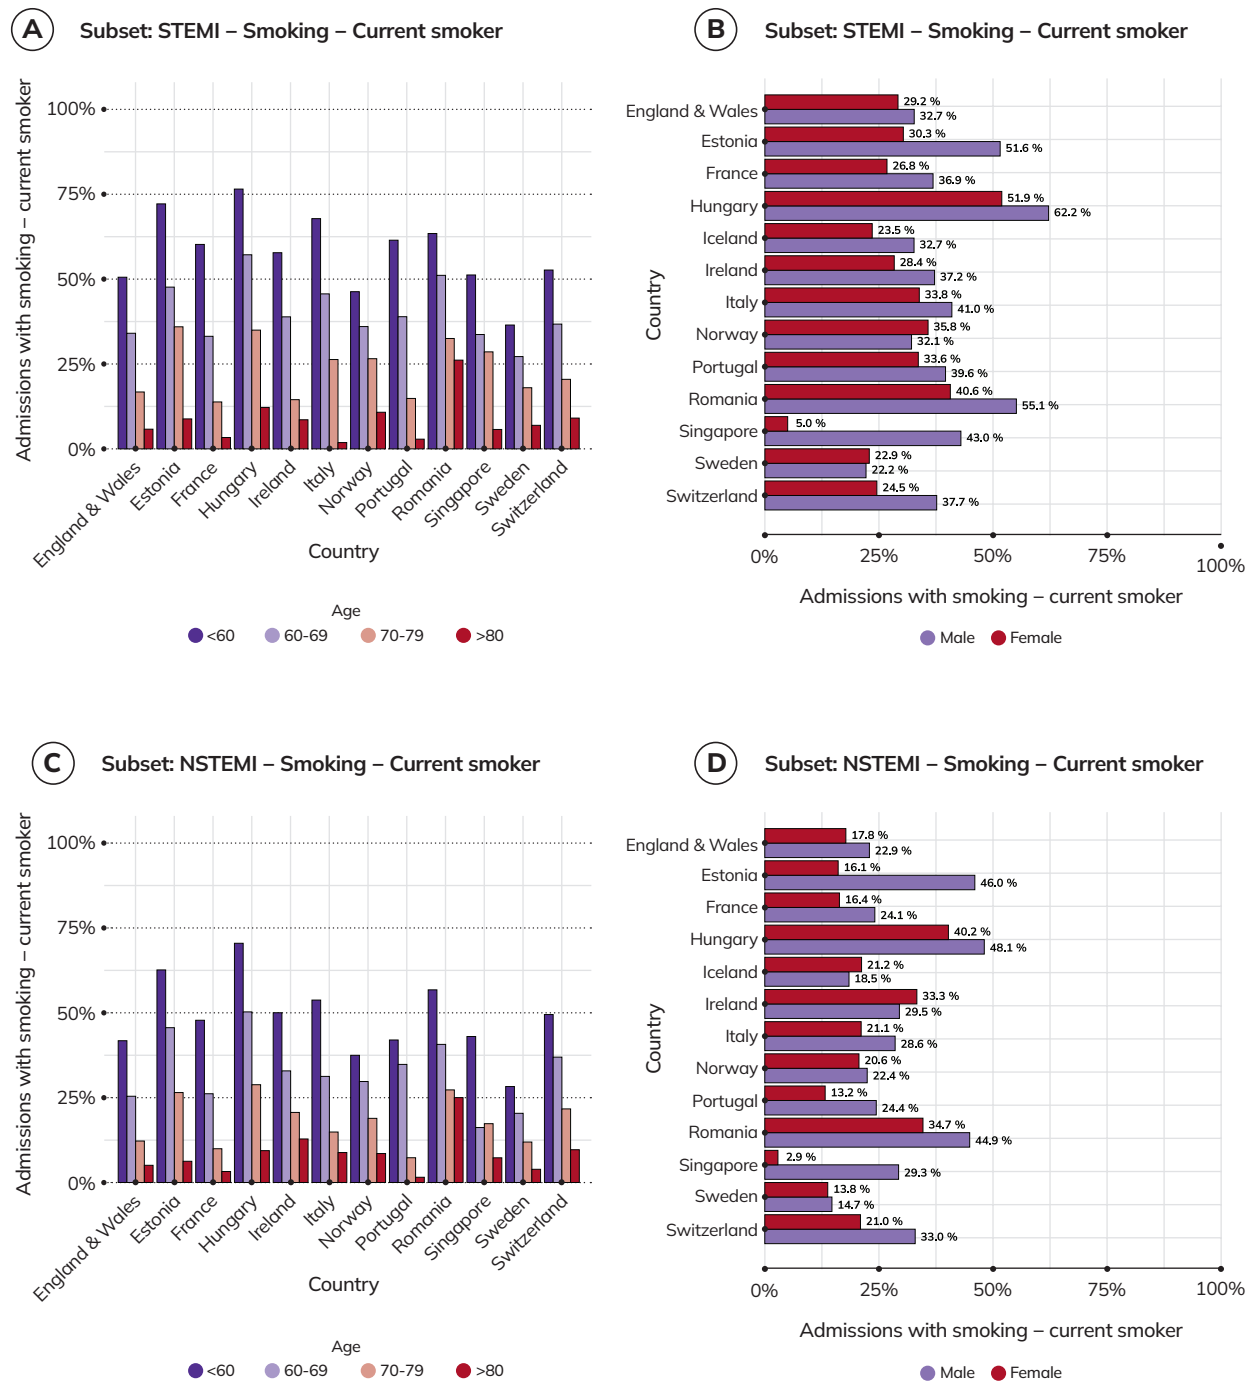 A Subset: STEMI – Smoking – Current smoker
Admissions with smoking – current smoker
100%
75%
50%
25%
0%
England & Wales
Estonia
France
Hungary
Ireland
Italy
Norway
Portugal
Romania
Singapore
Sweden
Switzerland
Country
Age
<60 60-69 70-79 >80
B Subset: STEMI – Smoking – Current smoker
Country
England & Wales 29.2 %
32.7 %
Estonia 30.3 %
51.6 %
France 26.8 %
36.9 %
Hungary 51.9 %
62.2 %
Iceland 23.5 %
32.7 %
Ireland 28.4 %
37.2 %
Italy 33.8 %
41.0 %
Norway 35.8 %
32.1 %
Portugal 33.6 %
39.6 %
Romania 40.6 %
55.1 %
Singapore 5.0 %
43.0 %
Sweden 22.9 %
22.2 %
Switzerland 24.5 %
37.7 %
0% 25% 50% 75% 100%
Admissions with smoking – current smoker
Male Female
C Subset: NSTEMI – Smoking – Current smoker
Admissions with smoking – current smoker
100%
75%
50%
25%
0%
England & Wales
Estonia
France
Hungary
Ireland
Italy
Norway
Portugal
Romania
Singapore
Sweden
Switzerland
Country
Age
<60 60-69 70-79 >80
D Subset: NSTEMI – Smoking – Current smoker
Country
England & Wales 17.8 %
22.9 %
Estonia 16.1 %
46.0 %
France 16.4 %
24.1 %
Hungary 40.2 %
48.1 %
Iceland 21.2 %
18.5 %
Ireland 33.3 %
29.5 %
Italy 21.1 %
28.6 %
Norway 20.6 %
22.4 %
Portugal 13.2 %
24.4 %
Romania 34.7 %
44.9 %
Singapore 2.9 %
29.3 %
Sweden 13.8 %
14.7 %
Switzerland 21.0 %
33.0 %
0% 25% 50% 75% 100%
Admissions with smoking – current smoker
Male Female